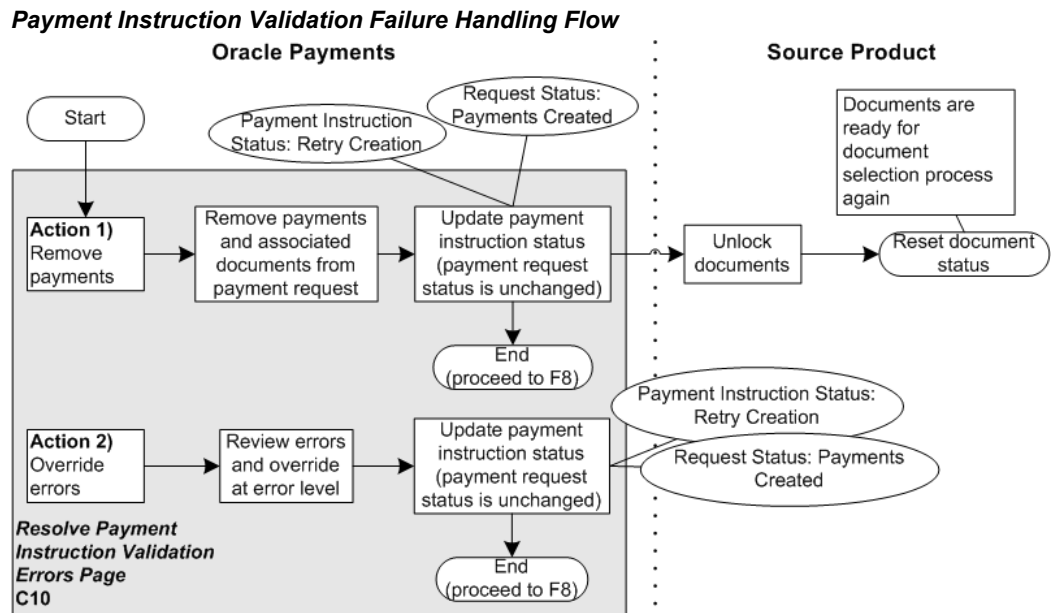 Payment Instruction Validation Failure Handling Flow
Oracle Payments
Source Product
Start
Payment Instruction
Status: Retry Creation
Request Status:
Payments Created
Documents are
ready for
document
selection process
again
Action 1)
Remove
payments
Remove payments
and associated
documents from
payment request
Update payment
instruction status
(payment request
status is unchanged)
Unlock
documents
Reset document
status
End
(proceed to F8)
Action 2)
Override
errors
Review errors
and override
at error level
Update payment
instruction status
(payment request
status is unchanged)
Payment Instruction Status:
Retry Creation
Request Status: Payments
Created
End
(proceed to F8)
Resolve Payment
Instruction Validation
Errors Page
C10